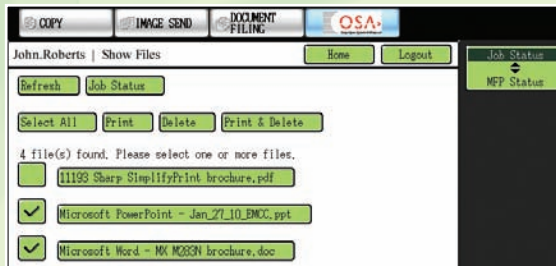 COPY IMAGE SEND DOCUMENT FILING OSA
John.Roberts | Show Files Home Logout
Job Status
MFP Status
Refresh Job Status
Select All Print Delete Print & Delete
4 file(s) found. Please select one or more files.
11193 Sharp SimplifyPrint brochure.pdf
Microsoft PowerPoint - Jan_27_10_EMCC.ppt
Microsoft Word - MX M283N brochure.doc